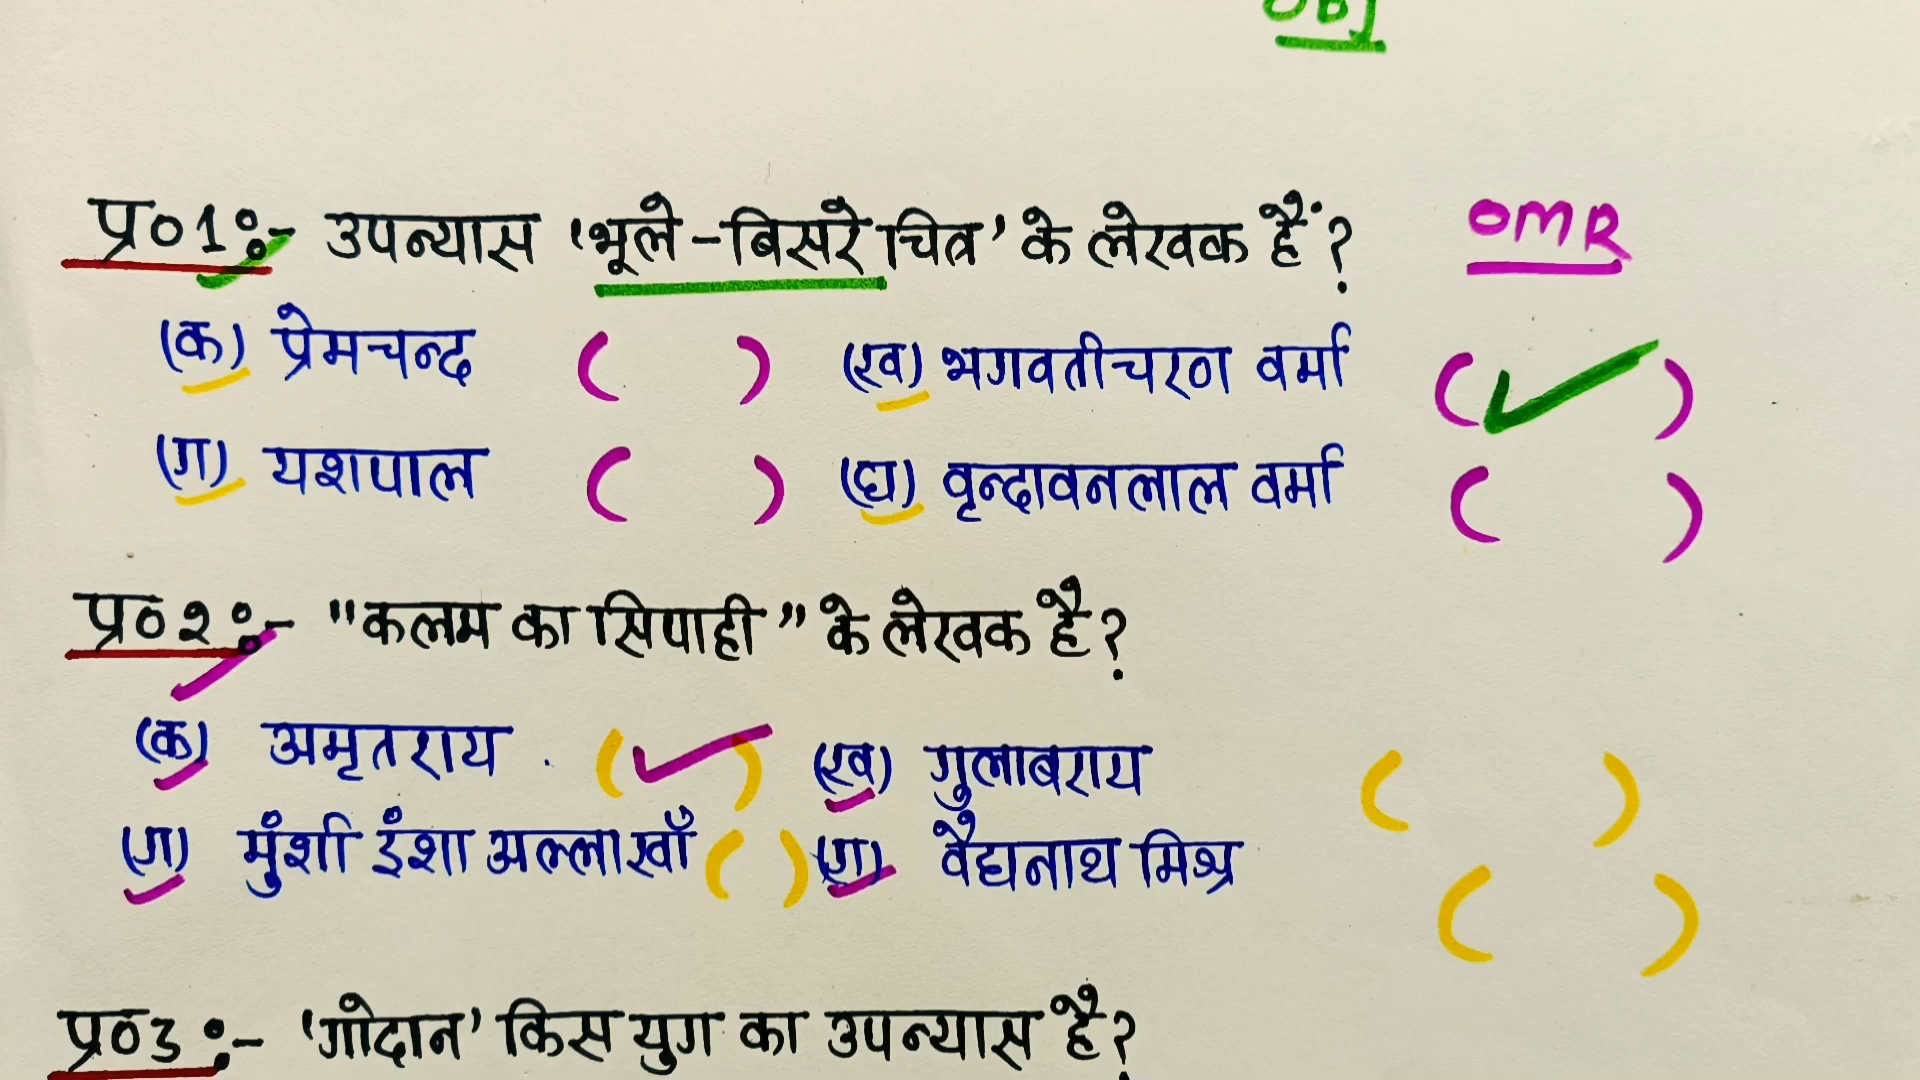 OBJ
प्र०1:- उपन्यास 'भूले-बिसरे चित्र' के लेखक हैं? OMR
(क) प्रेमचन्द ( ) (ख) भगवतीचरण वर्मा (✓)
(ग) यशपाल ( ) (घ) वृन्दावनलाल वर्मा ( )
प्र०२:- "कलम का सिपाही" के लेखक है?
(क) अमृतराय . (✓) (ख) गुलाबराय ( )
(ग) मुंशी इंशा अल्लाखाँ ( ) (ग) वैद्यनाथ मिश्र ( )
प्र०3:- 'गोदान' किस युग का उपन्यास है?